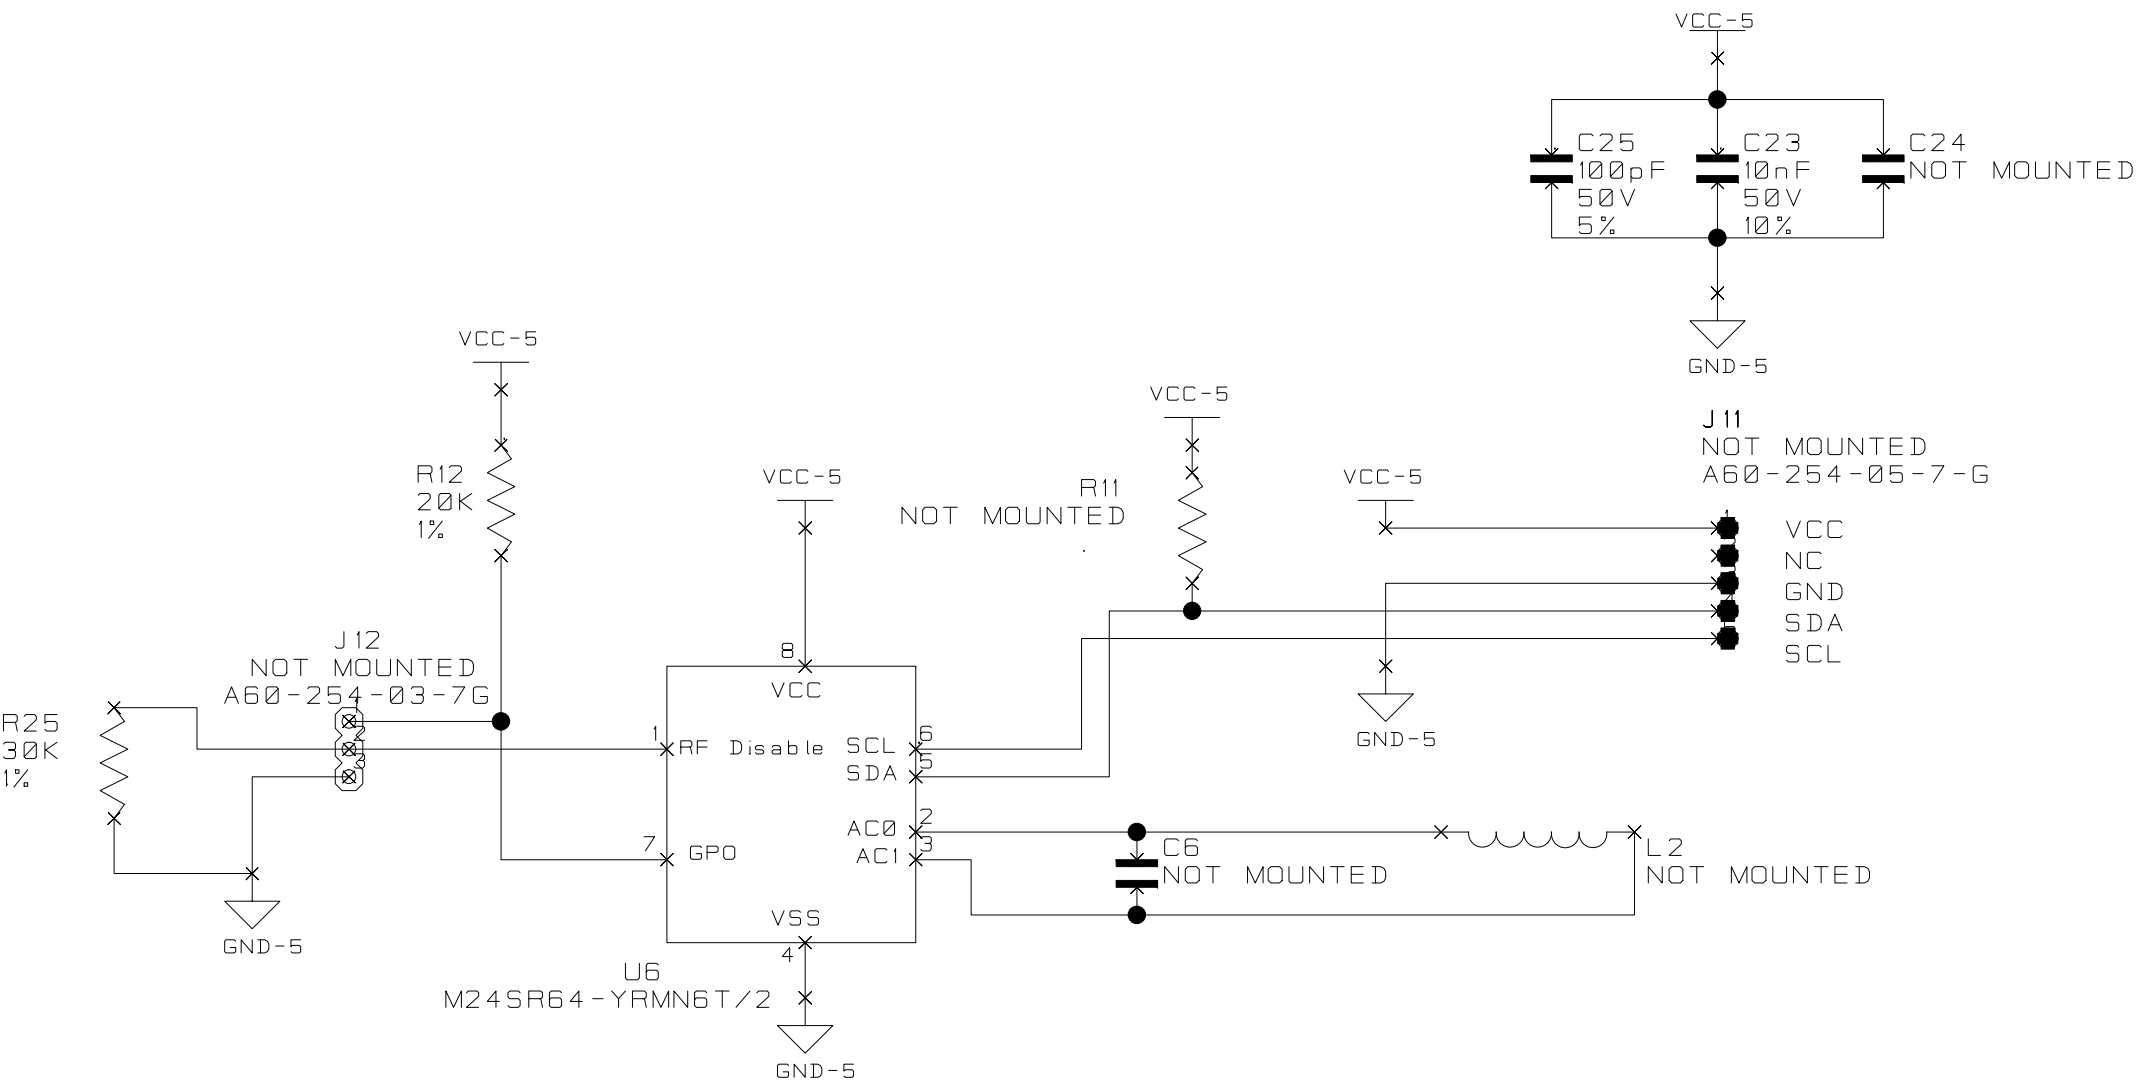 VCC-5
C25
100pF
50V
5%
C23
10nF
50V
10%
C24
NOT MOUNTED
GND-5
VCC-5
R12
20K
1%
VCC-5
VCC-5
R11
NOT MOUNTED
VCC-5
J11
NOT MOUNTED
A60-254-05-7-G
1
VCC
NC
GND
SDA
SCL
GND-5
J12
NOT MOUNTED
A60-254-03-7G
1
2
3
R25
30K
1%
GND-5
8
VCC
1
RF Disable
SCL
6
SDA
5
AC0
2
AC1
3
7
GPO
VSS
4
C6
NOT MOUNTED
L2
NOT MOUNTED
U6
M24SR64-YRMN6T/2
GND-5